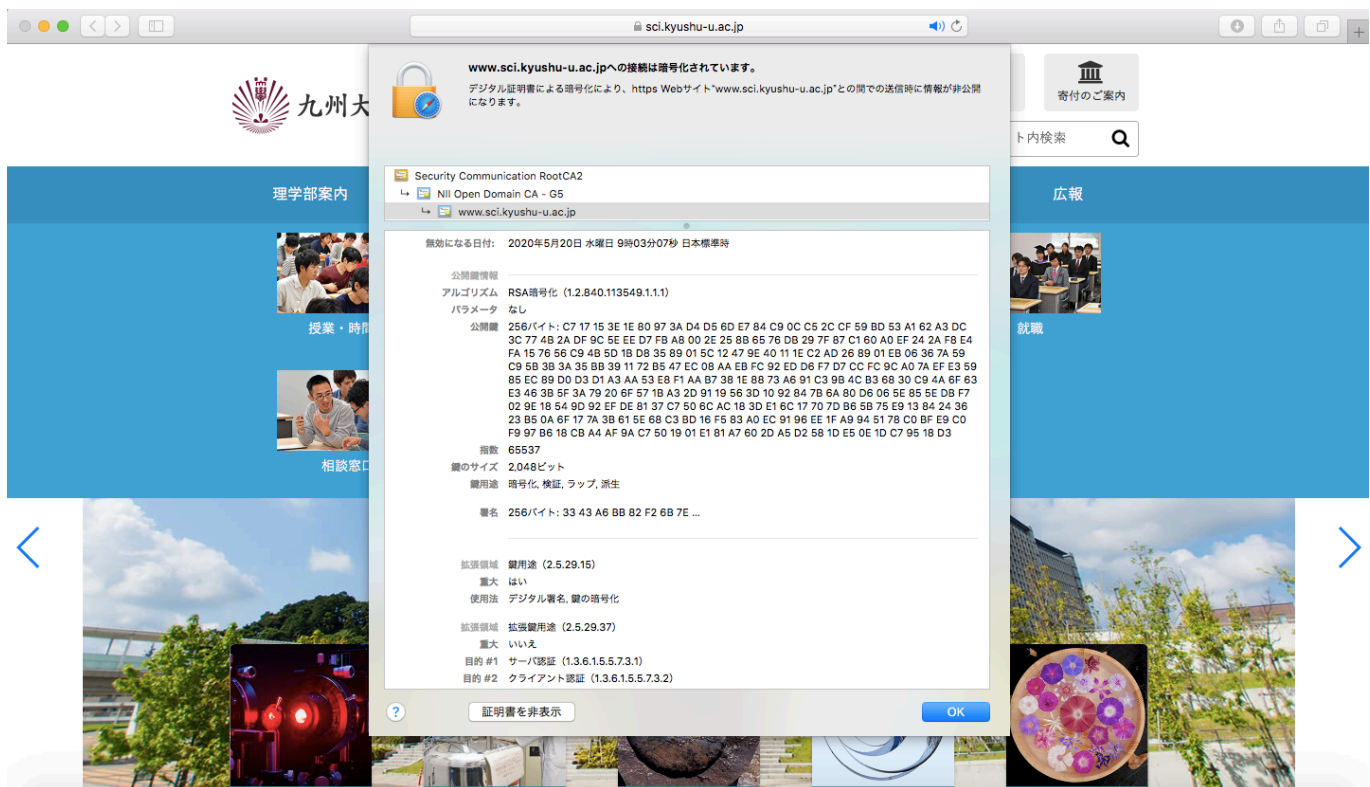 sci.kyushu-u.ac.jp
www.sci.kyushu-u.ac.jpへの接続は暗号化されています。
デジタル証明書による暗号化により、https Webサイト"www.sci.kyushu-u.ac.jp"との間での送信時に情報が非公開
になります。
九州大
寄付のご案内
ト内検索
理学部案内
広報
Security Communication RootCA2
NII Open Domain CA - G5
www.sci.kyushu-u.ac.jp
無効になる日付: 2020年5月20日 水曜日 9時03分07秒 日本標準時
公開鍵情報
アルゴリズム RSA暗号化（1.2.840.113549.1.1.1）
パラメータ なし
公開鍵 256バイト: C7 17 15 3E 1E 80 97 3A D4 D5 6D E7 84 C9 0C C5 2C CF 59 BD 53 A1 62 A3 DC
3C 77 4B 2A DF 9C 5E EE D7 FB A8 00 2E 25 8B 65 76 DB 29 7F 87 C1 60 A0 EF 24 2A F8 E4
FA 15 76 56 C9 4B 5D 1B D8 35 89 01 5C 12 47 9E 40 11 1E C2 AD 26 89 01 EB 06 36 7A 59
C9 5B 3B 3A 35 BB 39 11 72 B5 47 EC 08 AA EB FC 92 ED D6 F7 D7 CC FC 9C A0 7A EF E3 59
85 EC 89 D0 D3 D1 A3 AA 53 E8 F1 AA B7 38 1E 88 73 A6 91 C3 9B 4C B3 68 30 C9 4A 6F 63
E3 46 3B 5F 3A 79 20 6F 57 1B A3 2D 91 19 56 3D 10 92 84 7B 6A 80 D6 06 5E 85 5E DB F7
02 9E 18 54 9D 92 EF DE 81 37 C7 50 6C AC 18 3D E1 6C 17 70 7D B6 5B 75 E9 13 84 24 36
23 B5 0A 6F 17 7A 3B 61 5E 68 C3 BD 16 F5 83 A0 EC 91 96 EE 1F A9 94 51 78 C0 BF E9 C0
F9 97 B6 18 CB A4 AF 9A C7 50 19 01 E1 81 A7 60 2D A5 D2 58 1D E5 0E 1D C7 95 18 D3
指数 65537
鍵のサイズ 2,048ビット
鍵用途 暗号化, 検証, ラップ, 派生
署名 256バイト: 33 43 A6 BB 82 F2 6B 7E ...
拡張領域 鍵用途（2.5.29.15）
重大 はい
使用法 デジタル署名, 鍵の暗号化
拡張領域 拡張鍵用途（2.5.29.37）
重大 いいえ
目的 #1 サーバ認証（1.3.6.1.5.5.7.3.1）
目的 #2 クライアント認証（1.3.6.1.5.5.7.3.2）
授業・時間
就職
相談窓口
?
証明書を非表示
OK